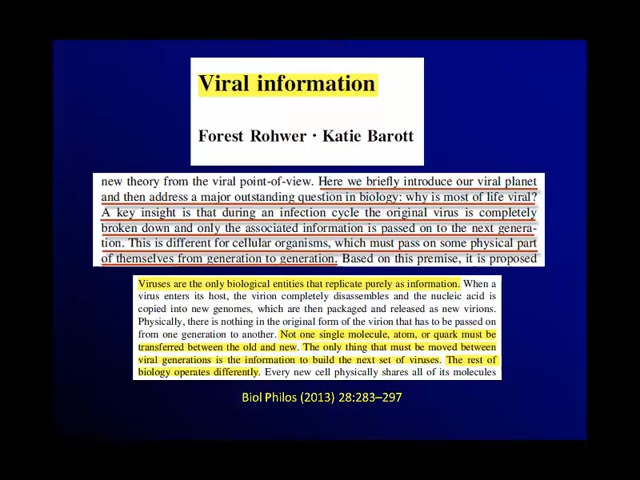 Viral information
Forest Rohwer · Katie Barott
new theory from the viral point-of-view. Here we briefly introduce our viral planet
and then address a major outstanding question in biology: why is most of life viral?
A key insight is that during an infection cycle the original virus is completely
broken down and only the associated information is passed on to the next genera-
tion. This is different for cellular organisms, which must pass on some physical part
of themselves from generation to generation. Based on this premise, it is proposed
Viruses are the only biological entities that replicate purely as information. When a
virus enters its host, the virion completely disassembles and the nucleic acid is
copied into new genomes, which are then packaged and released as new virions.
Physically, there is nothing in the original form of the virion that has to be passed on
from one generation to another. Not one single molecule, atom, or quark must be
transferred between the old and new. The only thing that must be moved between
viral generations is the information to build the next set of viruses. The rest of
biology operates differently. Every new cell physically shares all of its molecules
Biol Philos (2013) 28:283–297